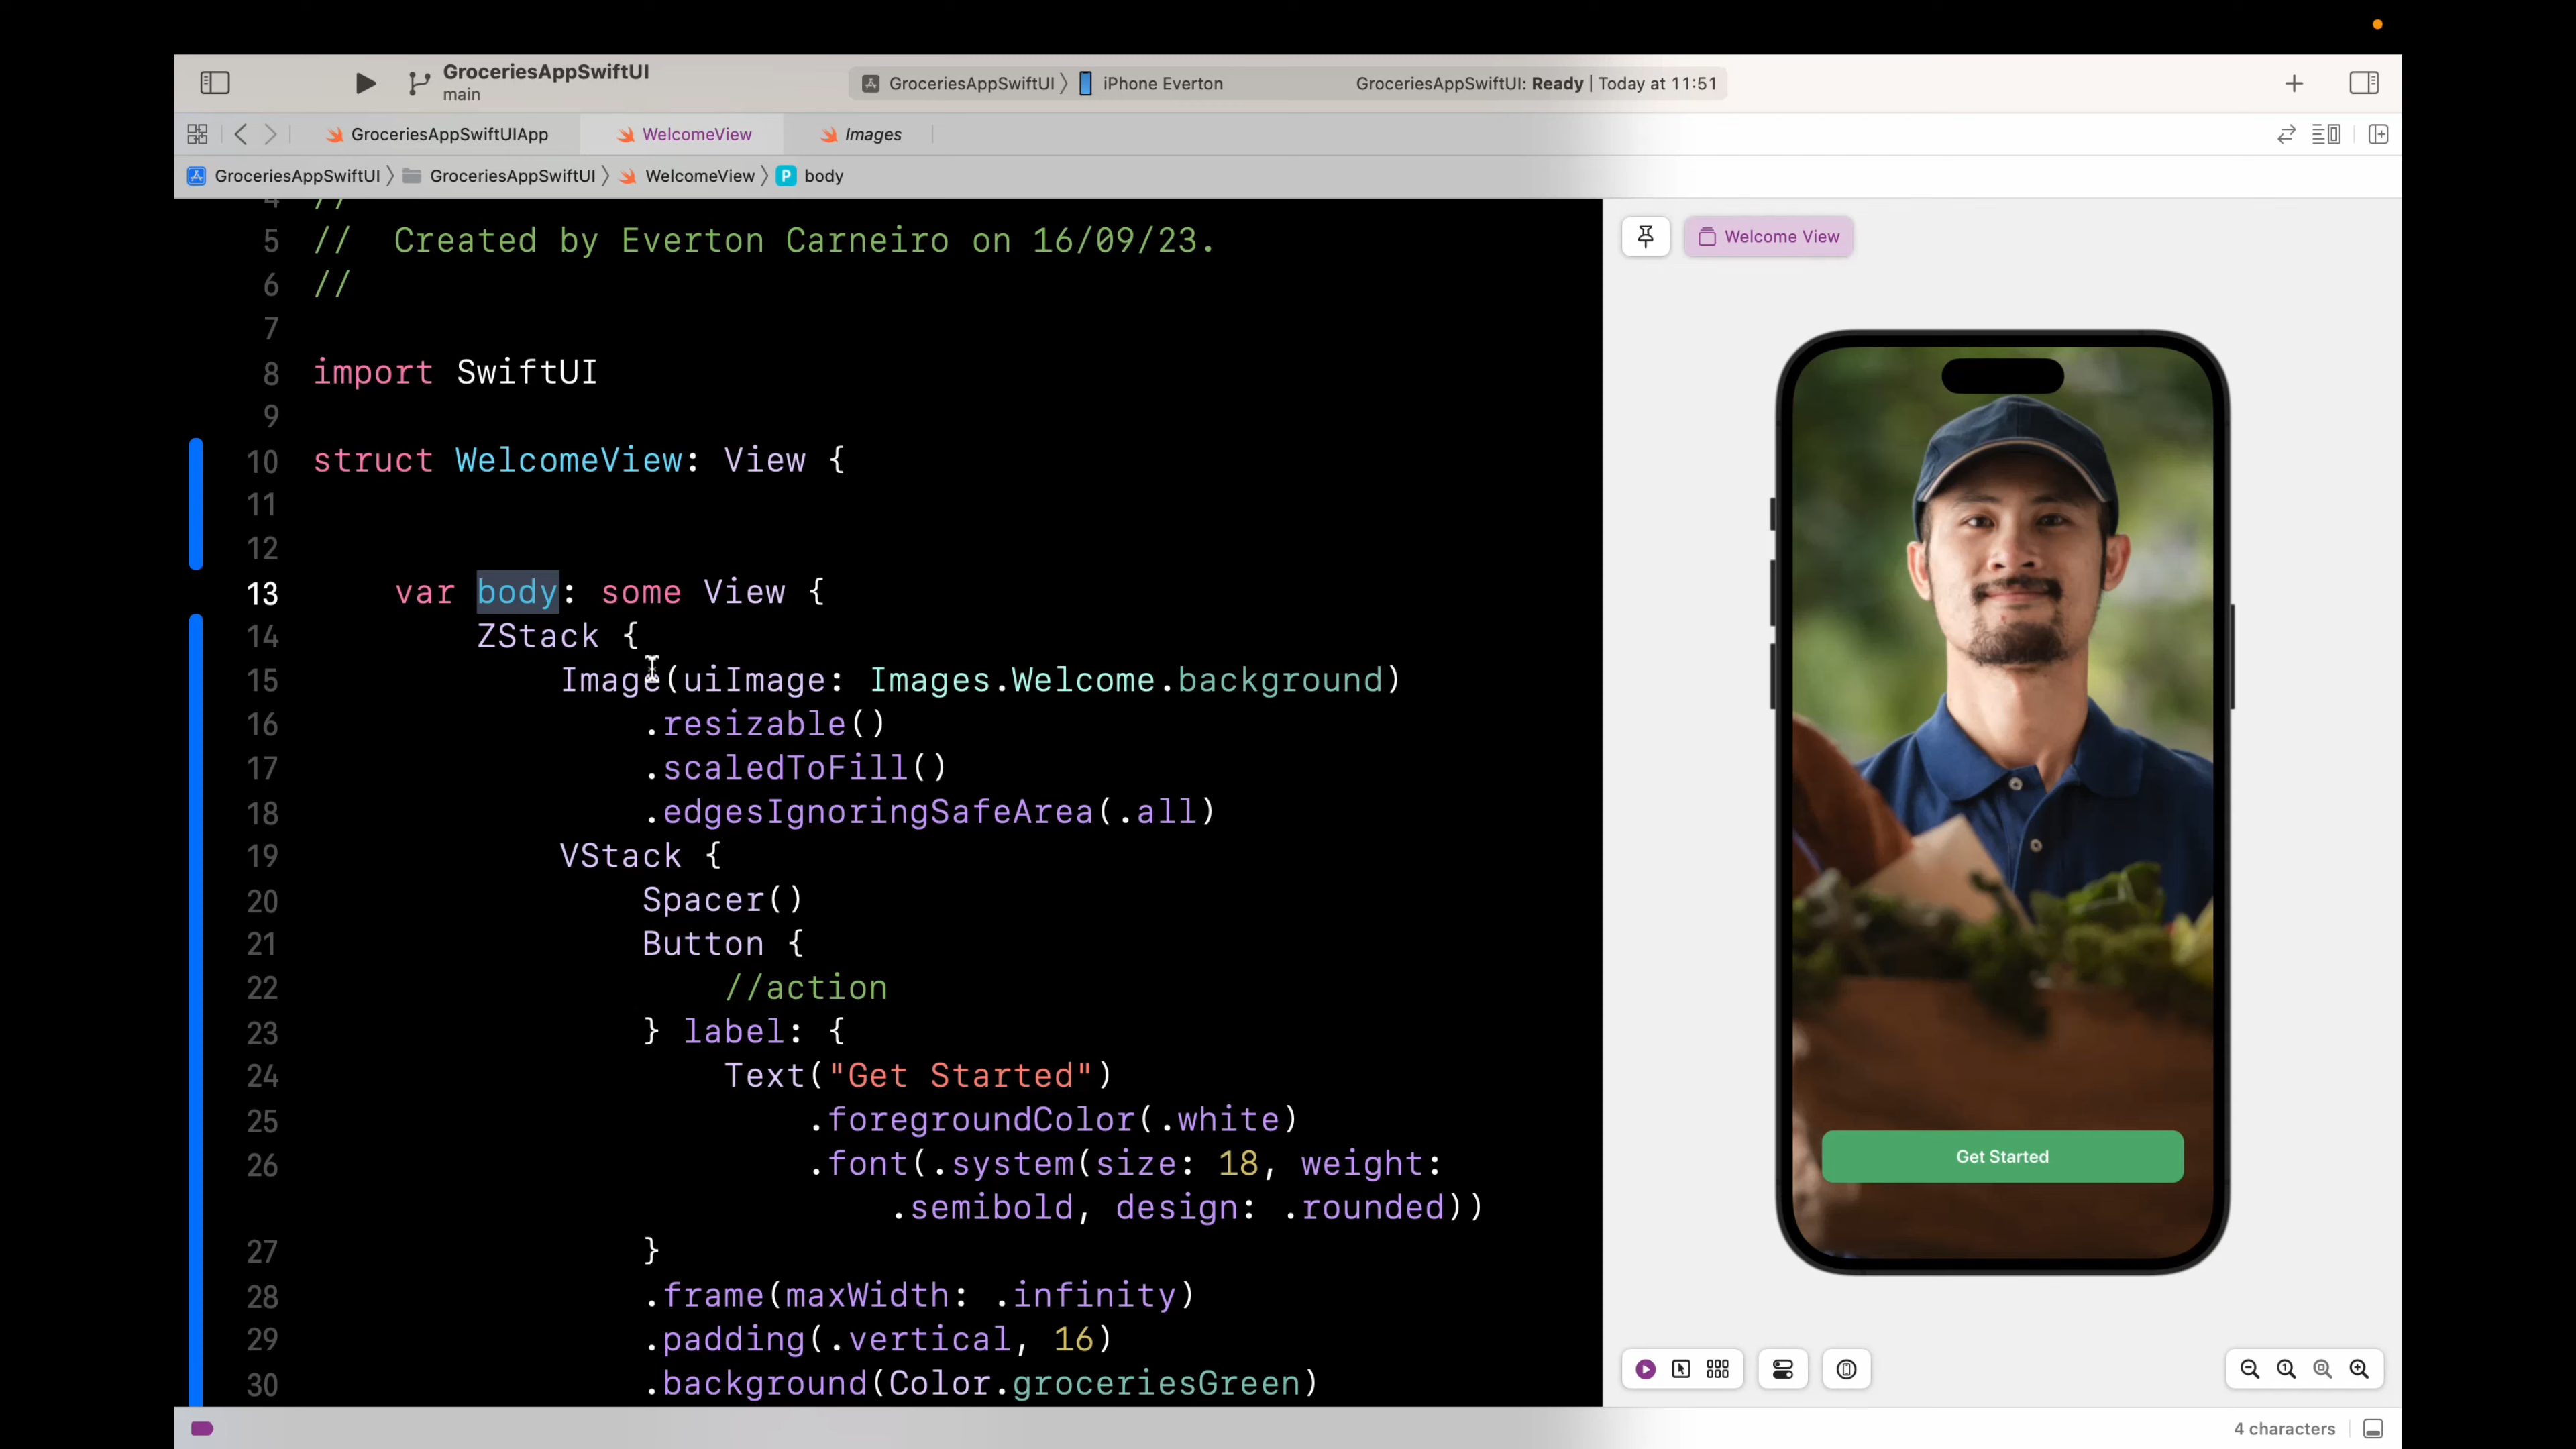 GroceriesAppSwiftUI
main
GroceriesAppSwiftUI 〉 iPhone Everton
GroceriesAppSwiftUI: Ready | Today at 11:51
GroceriesAppSwiftUIApp
WelcomeView
Images
GroceriesAppSwiftUI 〉 GroceriesAppSwiftUI 〉 WelcomeView 〉 P body
4 //
5 //  Created by Everton Carneiro on 16/09/23.
6 //
7
8 import SwiftUI
9
10 struct WelcomeView: View {
11
12
13     var body: some View {
14         ZStack {
15             Image(uiImage: Images.Welcome.background)
16                 .resizable()
17                 .scaledToFill()
18                 .edgesIgnoringSafeArea(.all)
19             VStack {
20                 Spacer()
21                 Button {
22                     //action
23                 } label: {
24                     Text("Get Started")
25                         .foregroundColor(.white)
26                         .font(.system(size: 18, weight:
                            .semibold, design: .rounded))
27                 }
28                 .frame(maxWidth: .infinity)
29                 .padding(.vertical, 16)
30                 .background(Color.groceriesGreen)
Welcome View
Get Started
4 characters